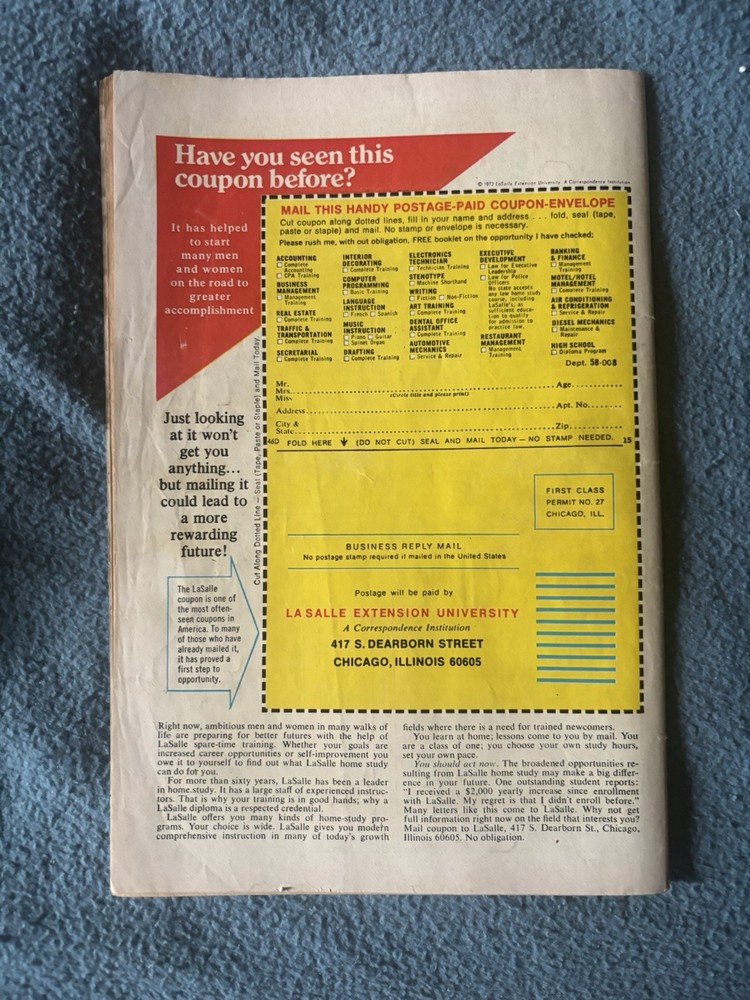 Have you seen this
coupon before?
© 1972 LaSalle Extension University, A Correspondence Institution
It has helped
to start
many men
and women
on the road to
greater
accomplishment
MAIL THIS HANDY POSTAGE-PAID COUPON-ENVELOPE
Cut coupon along dotted lines, fill in your name and address . . . fold, seal (tape,
paste or staple) and mail. No stamp or envelope is necessary.
Please rush me, with out obligation, FREE booklet on the opportunity I have checked:
ACCOUNTING
Complete
Accounting
CPA Training
BUSINESS
MANAGEMENT
Management
Training
REAL ESTATE
Complete Training
TRAFFIC &
TRANSPORTATION
Complete Training
SECRETARIAL
Complete Training
INTERIOR
DECORATING
Complete Training
COMPUTER
PROGRAMMING
Basic Training
LANGUAGE
INSTRUCTION
French Spanish
MUSIC
INSTRUCTION
Piano Guitar
Spinet Organ
DRAFTING
Complete Training
ELECTRONICS
TECHNICIAN
Technician Training
STENOTYPE
Machine Shorthand
WRITING
Fiction Non-Fiction
ART TRAINING
Complete Training
DENTAL OFFICE
ASSISTANT
Complete Training
AUTOMOTIVE
MECHANICS
Service & Repair
EXECUTIVE
DEVELOPMENT
Law for Executive
Leadership
Law for Police
Officers
No state accepts
any law home study
course, including
LaSalle's, as
sufficient educa-
tion to qualify
for admission to
practice law.
RESTAURANT
MANAGEMENT
Management
Training
BANKING
& FINANCE
Management
Training
MOTEL/HOTEL
MANAGEMENT
Complete Training
AIR CONDITIONING
& REFRIGERATION
Service & Repair
DIESEL MECHANICS
Maintenance &
Repair
HIGH SCHOOL
Diploma Program
Dept. 58-008
Mr.
Mrs. Age
Miss (Circle title and please print)
Address Apt. No.
City &
State Zip
46D FOLD HERE (DO NOT CUT) SEAL AND MAIL TODAY — NO STAMP NEEDED. 15
Cut Along Dotted Line — Seal (Tape, Paste or Staple) and Mail Today.
Just looking
at it won't
get you
anything...
but mailing it
could lead to
a more
rewarding
future!
The LaSalle
coupon is one of
the most often-
seen coupons in
America. To many
of those who have
already mailed it,
it has proved a
first step to
opportunity.
FIRST CLASS
PERMIT NO. 27
CHICAGO, ILL.
BUSINESS REPLY MAIL
No postage stamp required if mailed in the United States
Postage will be paid by
LA SALLE EXTENSION UNIVERSITY
A Correspondence Institution
417 S. DEARBORN STREET
CHICAGO, ILLINOIS 60605
Right now, ambitious men and women in many walks of
life are preparing for better futures with the help of
LaSalle spare-time training. Whether your goals are
increased career opportunities or self-improvement you
owe it to yourself to find out what LaSalle home study
can do for you.
For more than sixty years, LaSalle has been a leader
in home study. It has a large staff of experienced instruc-
tors. That is why your training is in good hands; why a
LaSalle diploma is a respected credential.
LaSalle offers you many kinds of home-study pro-
grams. Your choice is wide. LaSalle gives you modern
comprehensive instruction in many of today's growth
fields where there is a need for trained newcomers.
You learn at home; lessons come to you by mail. You
are a class of one; you choose your own study hours,
set your own pace.
You should act now. The broadened opportunities re-
sulting from LaSalle home study may make a big differ-
ence in your future. One outstanding student reports:
"I received a $2,000 yearly increase since enrollment
with LaSalle. My regret is that I didn't enroll before."
Many letters like this come to LaSalle. Why not get
full information right now on the field that interests you?
Mail coupon to LaSalle, 417 S. Dearborn St., Chicago,
Illinois 60605. No obligation.